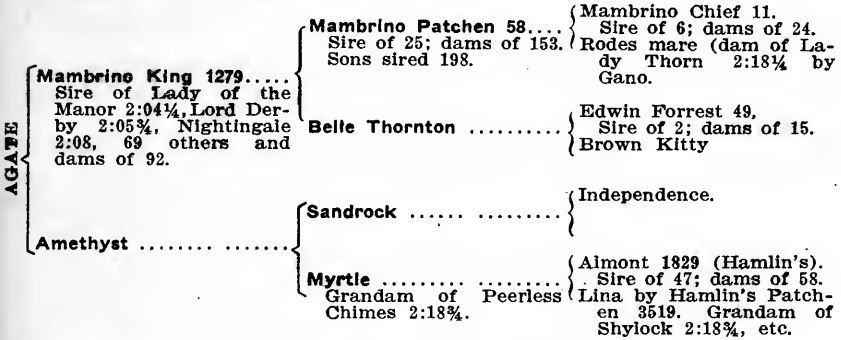 AGATE
Mambrino King 1279.....
Sire of Lady of the
Manor 2:04¼, Lord Der-
by 2:05¾, Nightingale
2:08, 69 others and
dams of 92.
Amethyst ........ .......
Mambrino Patchen 58....
Sire of 25; dams of 153.
Sons sired 198.
Belle Thornton ..........
Sandrock ...... .........
Myrtle ......... .........
Grandam of Peerless
Chimes 2:18¾.
Mambrino Chief 11.
Sire of 6; dams of 24.
Rodes mare (dam of La-
dy Thorn 2:18¼ by
Gano.
Edwin Forrest 49,
Sire of 2; dams of 15.
Brown Kitty
Independence.
Almont 1829 (Hamlin's).
Sire of 47; dams of 58.
Lina by Hamlin's Patch-
en 3519. Grandam of
Shylock 2:18¾, etc.